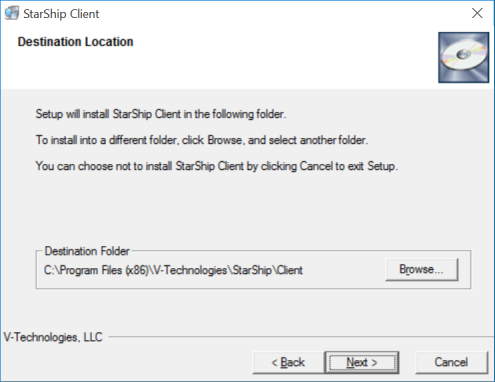 StarShip Client
Destination Location
Setup will install StarShip Client in the following folder.
To install into a different folder, click Browse, and select another folder.
You can choose not to install StarShip Client by clicking Cancel to exit Setup.
Destination Folder
C:\Program Files (x86)\V-Technologies\StarShip\Client
Browse...
V-Technologies, LLC
< Back
Next >
Cancel